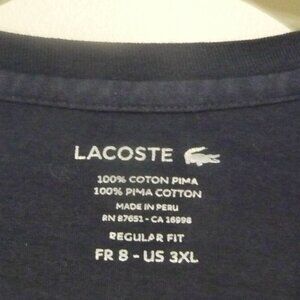 LACOSTE
100% COTON PIMA
100% PIMA COTTON
MADE IN PERU
RN 87651 - CA 16998
REGULAR FIT
FR 8 - US 3XL